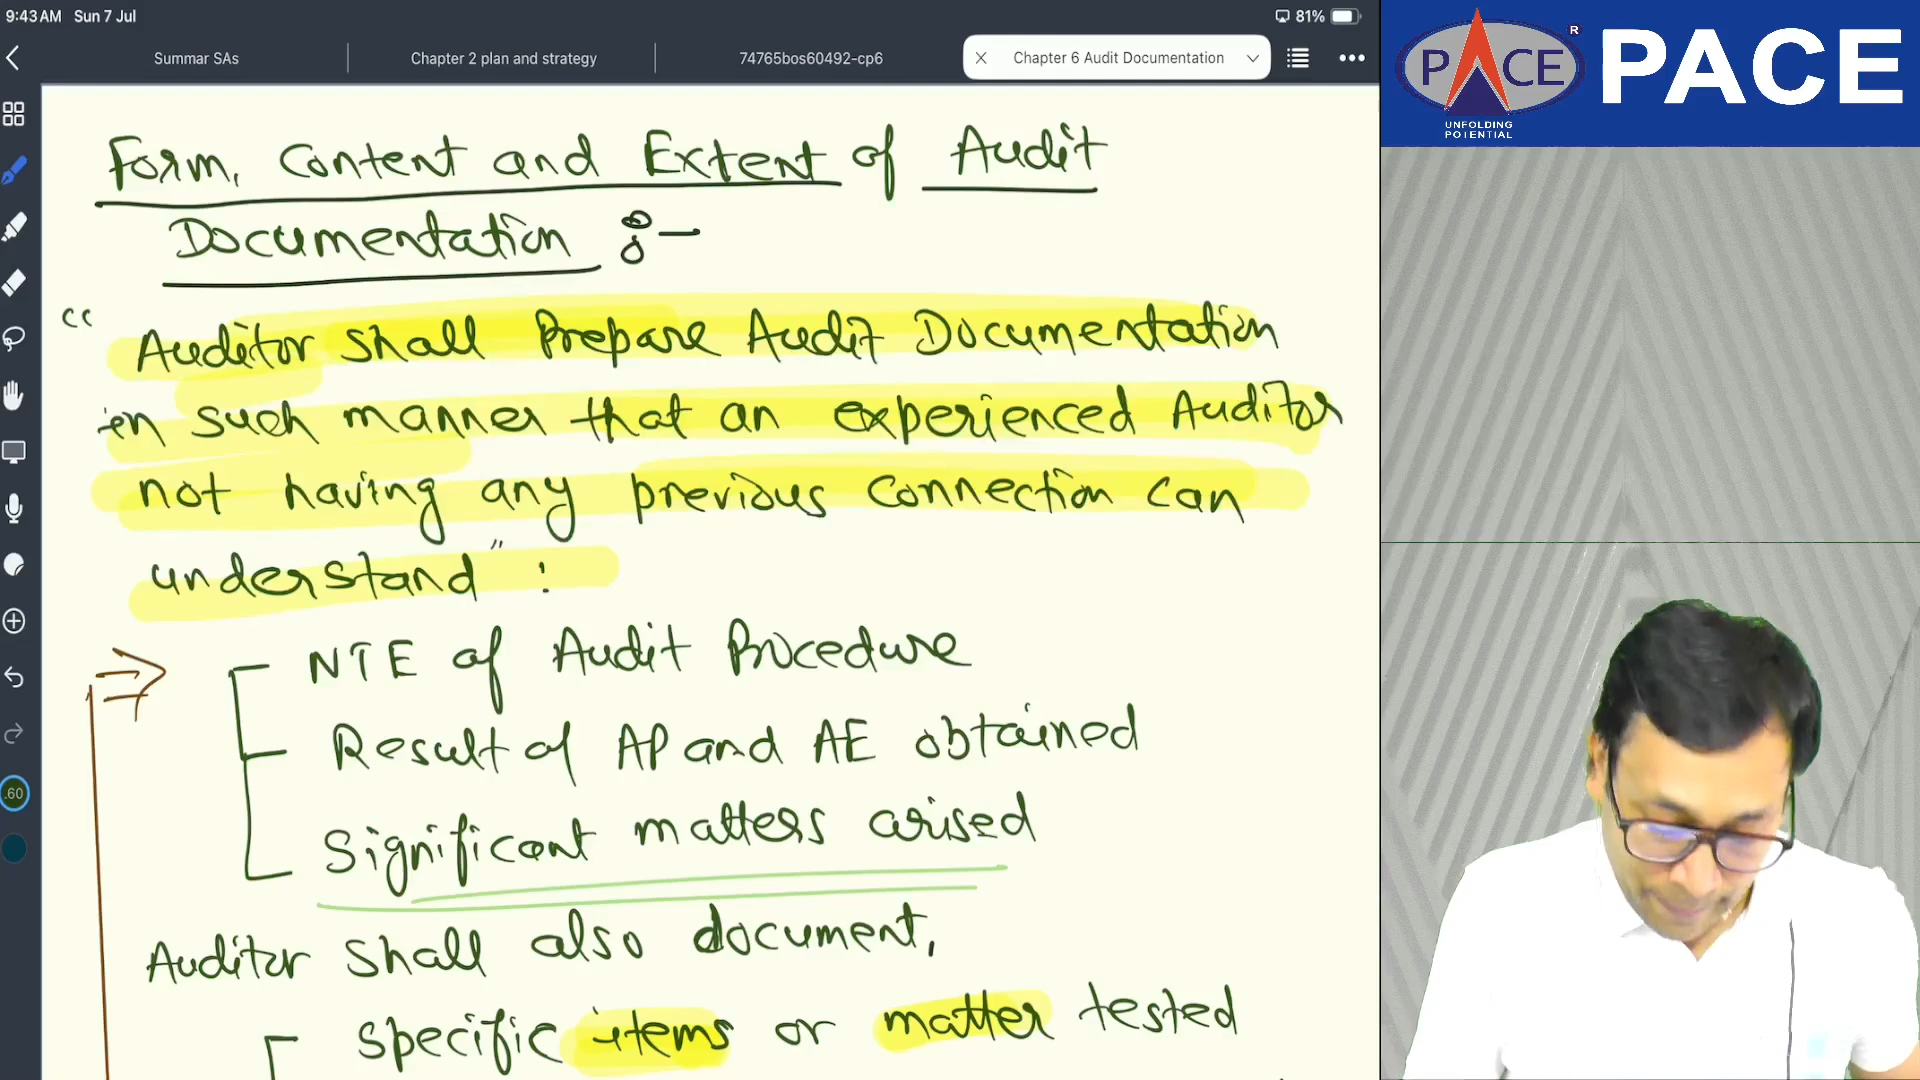 9:43 AM Sun 7 Jul
81%
Summar SAs
Chapter 2 plan and strategy
74765bos60492-cp6
Chapter 6 Audit Documentation
PACE
®
UNFOLDING
POTENTIAL
PACE
Form, Content and Extent of Audit
Documentation :-
"Auditor shall Prepare Audit Documentation
in such manner that an experienced Auditor
not having any previous connection can
understand" :
NTE of Audit Procedure
Result of AP and AE obtained
Significant matters arised
Auditor shall also document,
specific items or matter tested
.60